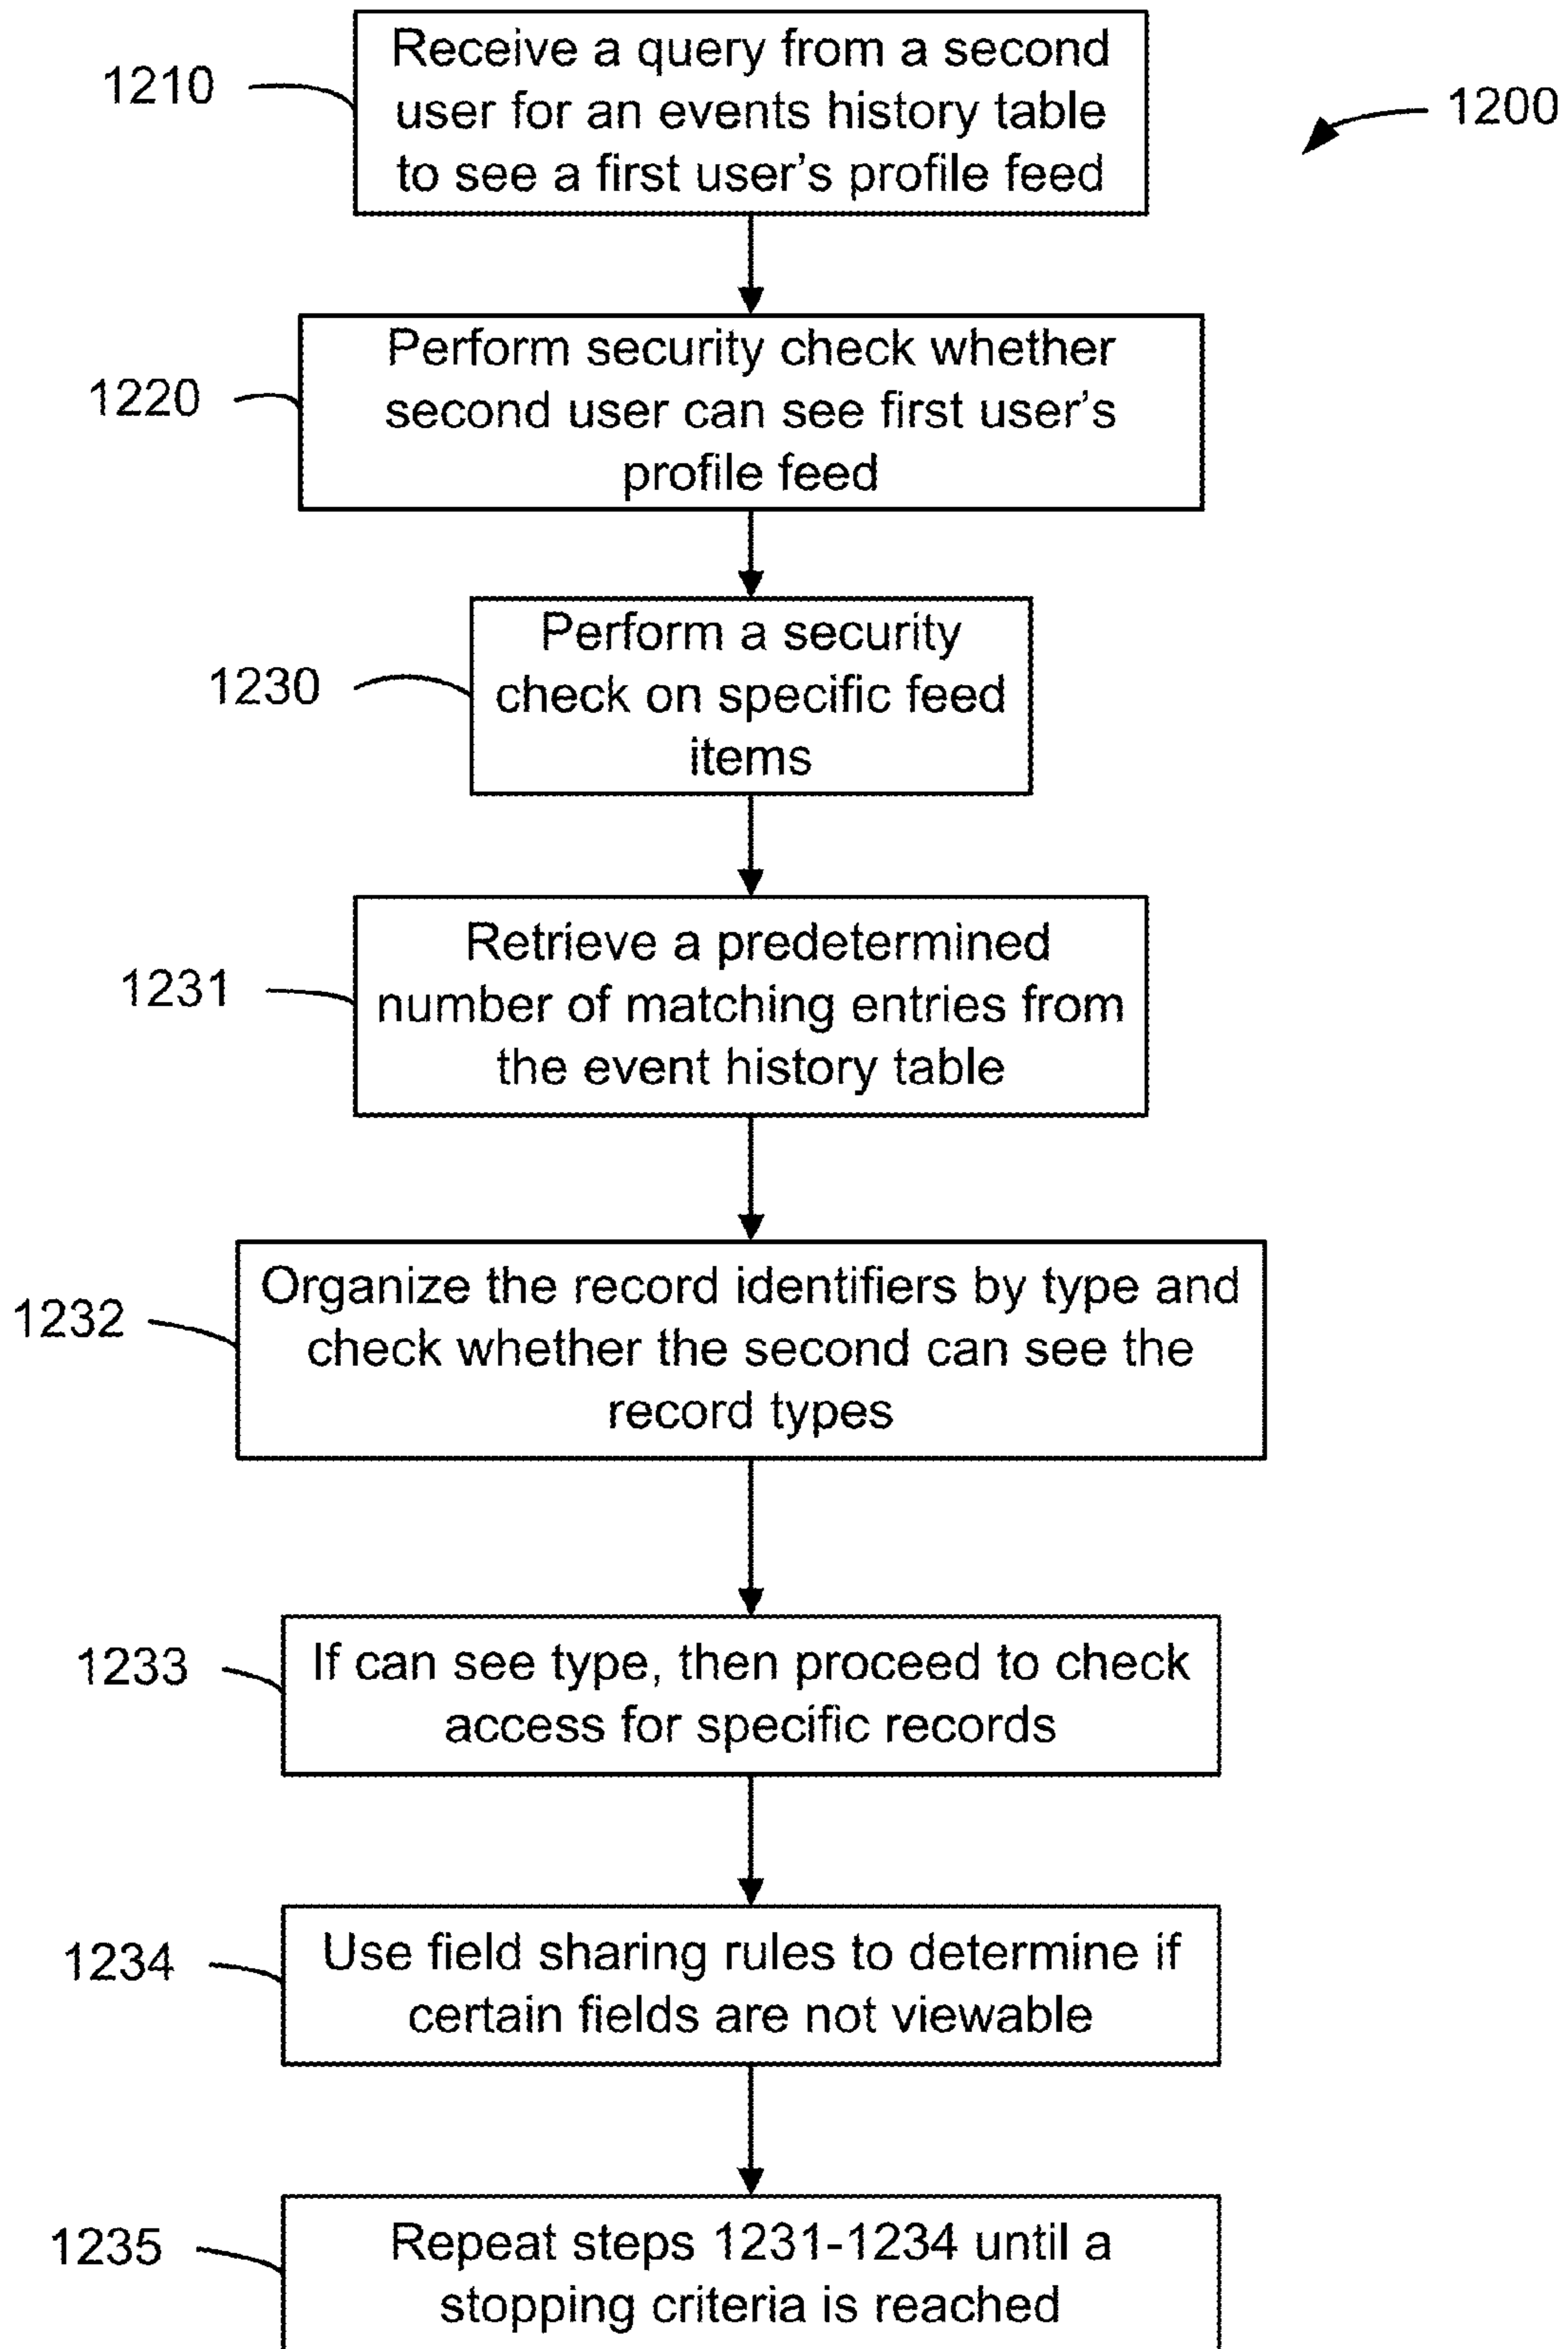 1200
1210
Receive a query from a second
user for an events history table
to see a first user's profile feed
1220
Perform security check whether
second user can see first user's
profile feed
1230
Perform a security
check on specific feed
items
1231
Retrieve a predetermined
number of matching entries from
the event history table
1232
Organize the record identifiers by type and
check whether the second can see the
record types
1233
If can see type, then proceed to check
access for specific records
1234
Use field sharing rules to determine if
certain fields are not viewable
1235
Repeat steps 1231-1234 until a
stopping criteria is reached